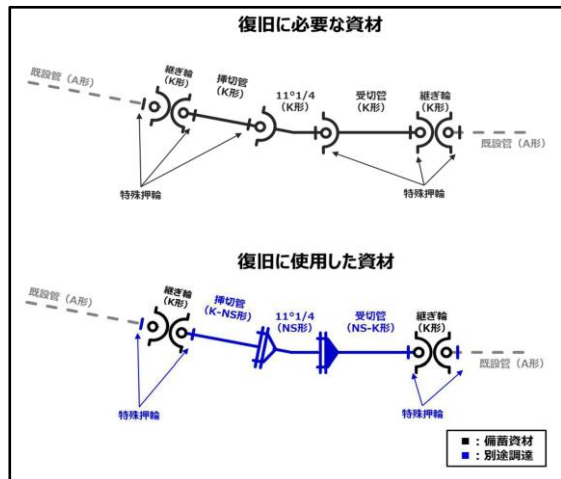 復旧に必要な資材
既設管（A形）
継ぎ輪
（K形）
挿切管
（K形）
11°1/4
（K形）
受切管
（K形）
継ぎ輪
（K形）
既設管（A形）
特殊押輪
特殊押輪
復旧に使用した資材
既設管（A形）
継ぎ輪
（K形）
挿切管
（K-NS形）
11°1/4
（NS形）
受切管
（NS-K形）
継ぎ輪
（K形）
既設管（A形）
特殊押輪
特殊押輪
■：備蓄資材
■：別途調達